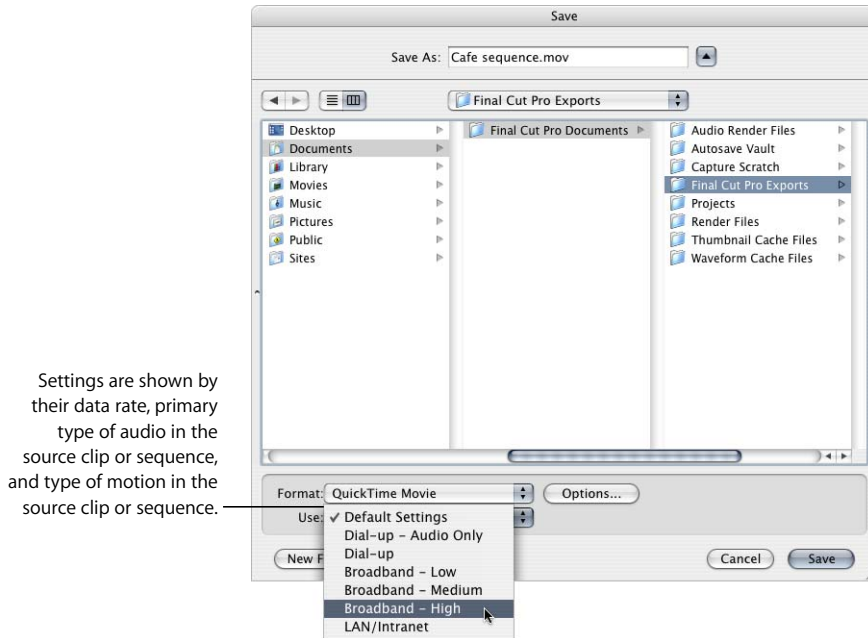 Save
Save As: Cafe sequence.mov
Final Cut Pro Exports
Desktop
Documents
Library
Movies
Music
Pictures
Public
Sites
Final Cut Pro Documents
Audio Render Files
Autosave Vault
Capture Scratch
Final Cut Pro Exports
Projects
Render Files
Thumbnail Cache Files
Waveform Cache Files
Settings are shown by
their data rate, primary
type of audio in the
source clip or sequence,
and type of motion in the
source clip or sequence.
Format: QuickTime Movie
Options...
Use: ✓ Default Settings
Dial-up - Audio Only
Dial-up
Broadband - Low
Broadband - Medium
Broadband - High
LAN/Intranet
New F
Cancel
Save